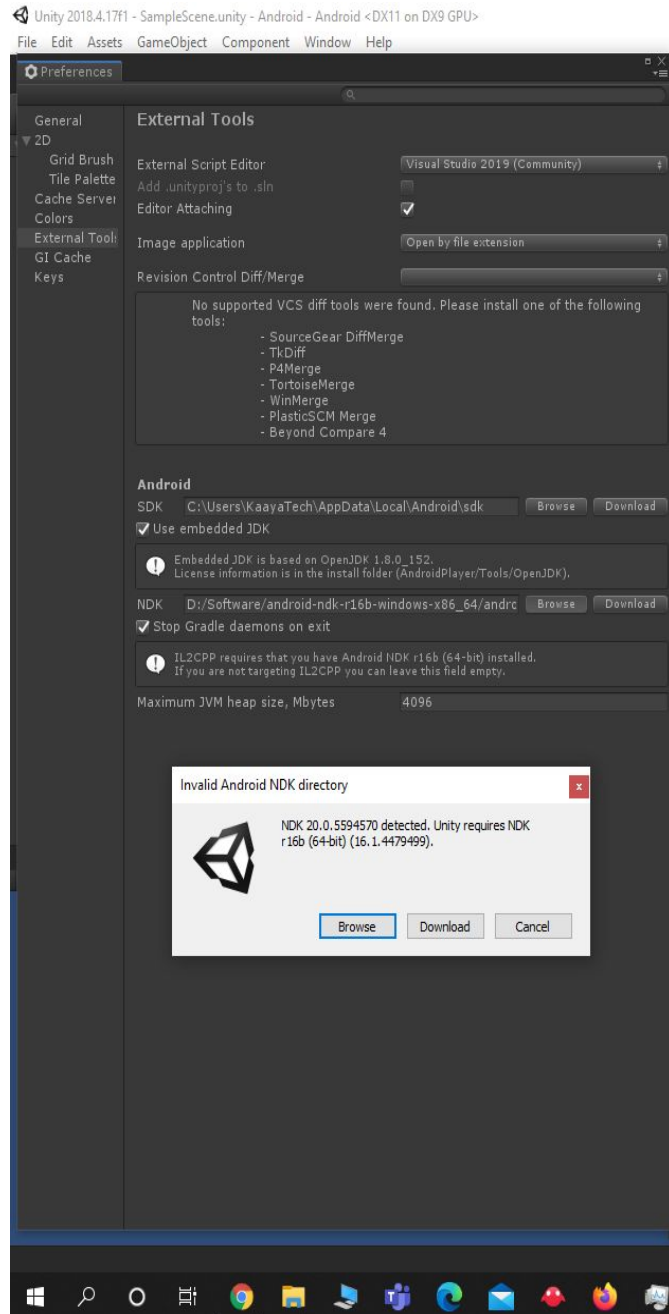 Unity 2018.4.17f1 - SampleScene.unity - Android - Android <DX11 on DX9 GPU>
File Edit Assets GameObject Component Window Help
Preferences
General
2D
Grid Brush
Tile Palette
Cache Server
Colors
External Tools
GI Cache
Keys
External Tools
External Script Editor
Visual Studio 2019 (Community)
Add .unityproj's to .sln
Editor Attaching
Image application
Open by file extension
Revision Control Diff/Merge
No supported VCS diff tools were found. Please install one of the following
tools:
- SourceGear DiffMerge
- TkDiff
- P4Merge
- TortoiseMerge
- WinMerge
- PlasticSCM Merge
- Beyond Compare 4
Android
SDK C:\Users\KaayaTech\AppData\Local\Android\sdk Browse Download
Use embedded JDK
Embedded JDK is based on OpenJDK 1.8.0_152.
License information is in the install folder (AndroidPlayer/Tools/OpenJDK).
NDK D:/Software/android-ndk-r16b-windows-x86_64/andrc Browse Download
Stop Gradle daemons on exit
IL2CPP requires that you have Android NDK r16b (64-bit) installed.
If you are not targeting IL2CPP you can leave this field empty.
Maximum JVM heap size, Mbytes 4096
Invalid Android NDK directory
x
NDK 20.0.5594570 detected. Unity requires NDK
r16b (64-bit) (16.1.4479499).
Browse Download Cancel